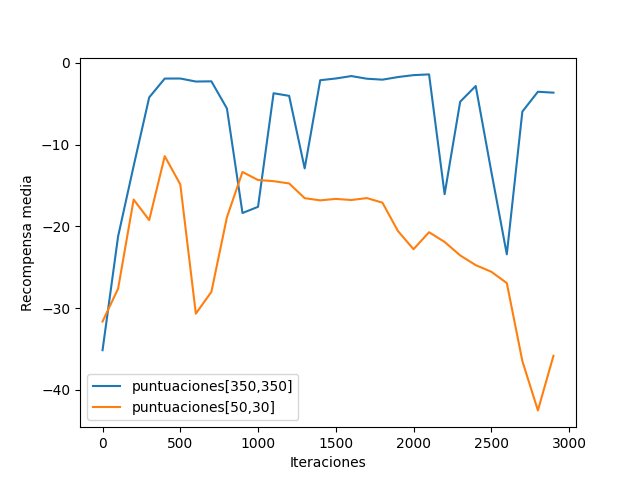 0
−10
−20
−30
−40
Recompensa media
puntuaciones[350,350]
puntuaciones[50,30]
0 500 1000 1500 2000 2500 3000
Iteraciones